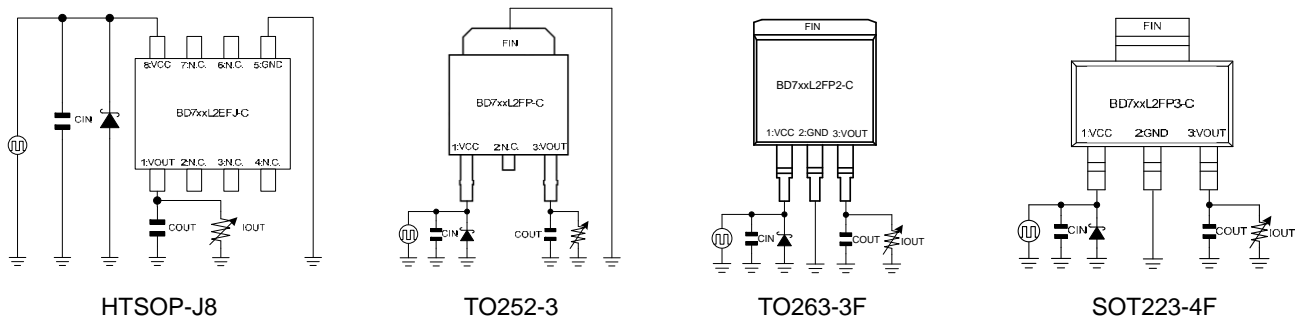 8:VCC 7:N.C. 6:N.C. 5:GND
BD7xxL2EFJ-C
1:VOUT 2:N.C. 3:N.C. 4:N.C.
CIN
COUT
IOUT
HTSOP-J8
FIN
BD7xxL2FP-C
1:VCC 2:N.C. 3:VOUT
CIN
COUT
TO252-3
FIN
BD7xxL2FP2-C
1:VCC 2:GND 3:VOUT
CIN
COUT
IOUT
TO263-3F
FIN
BD7xxL2FP3-C
1:VCC 2:GND 3:VOUT
CIN
COUT
IOUT
SOT223-4F